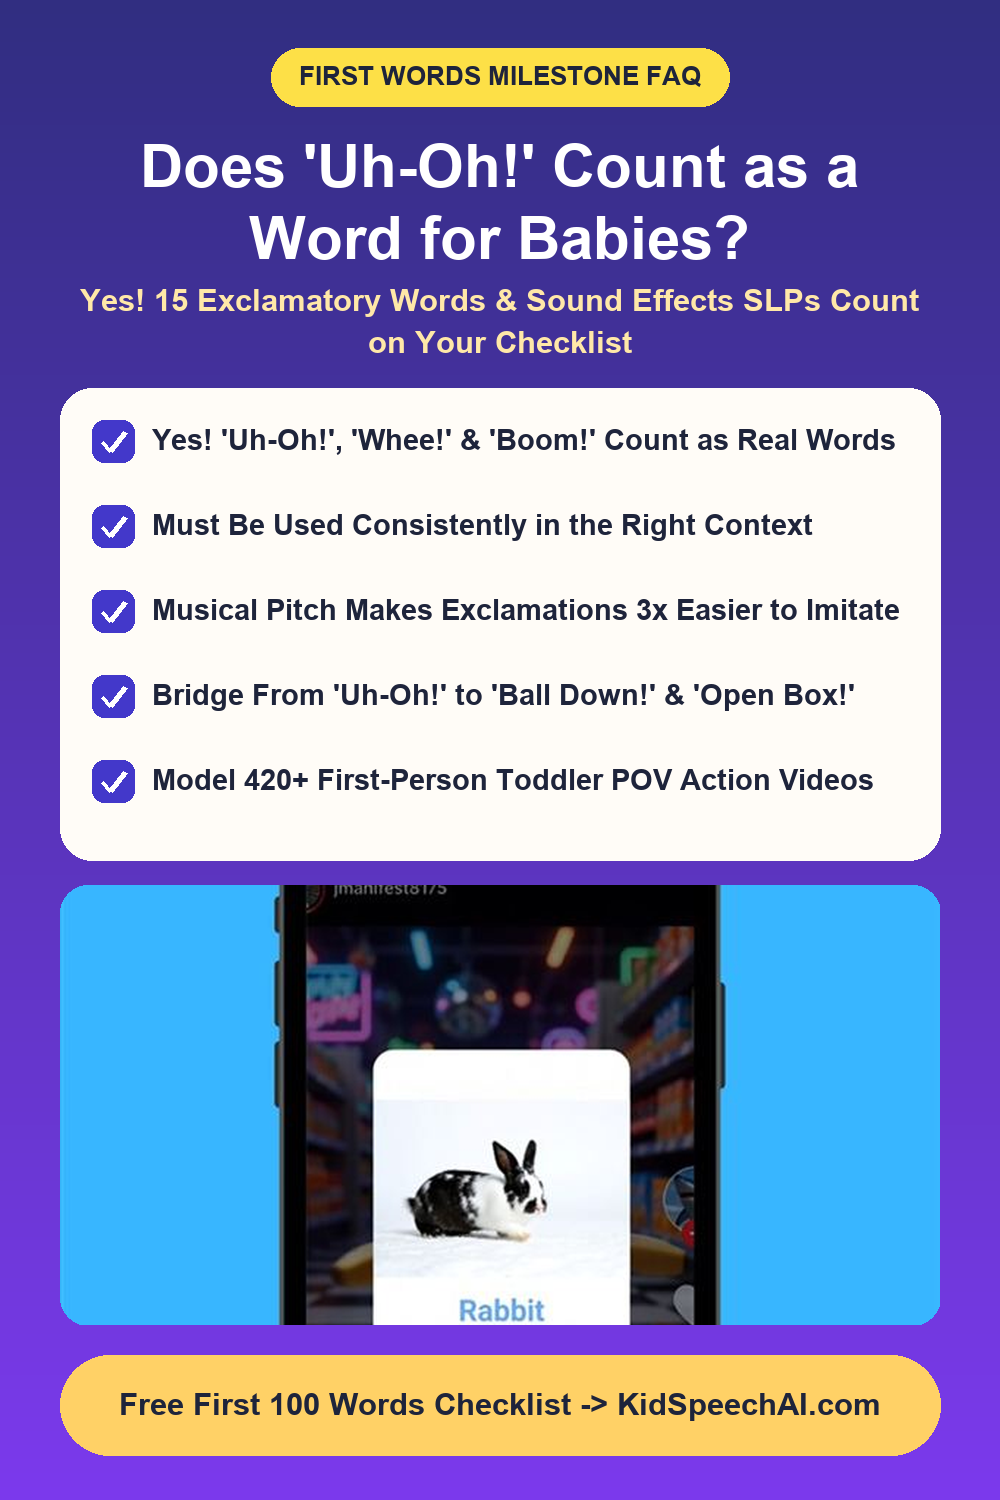 FIRST WORDS MILESTONE FAQ
Does 'Uh-Oh!' Count as a
Word for Babies?
Yes! 15 Exclamatory Words & Sound Effects SLPs Count
on Your Checklist
Yes! 'Uh-Oh!', 'Whee!' & 'Boom!' Count as Real Words
Must Be Used Consistently in the Right Context
Musical Pitch Makes Exclamations 3x Easier to Imitate
Bridge From 'Uh-Oh!' to 'Ball Down!' & 'Open Box!'
Model 420+ First-Person Toddler POV Action Videos
jmanifest8175
Rabbit
Free First 100 Words Checklist -> KidSpeechAI.com